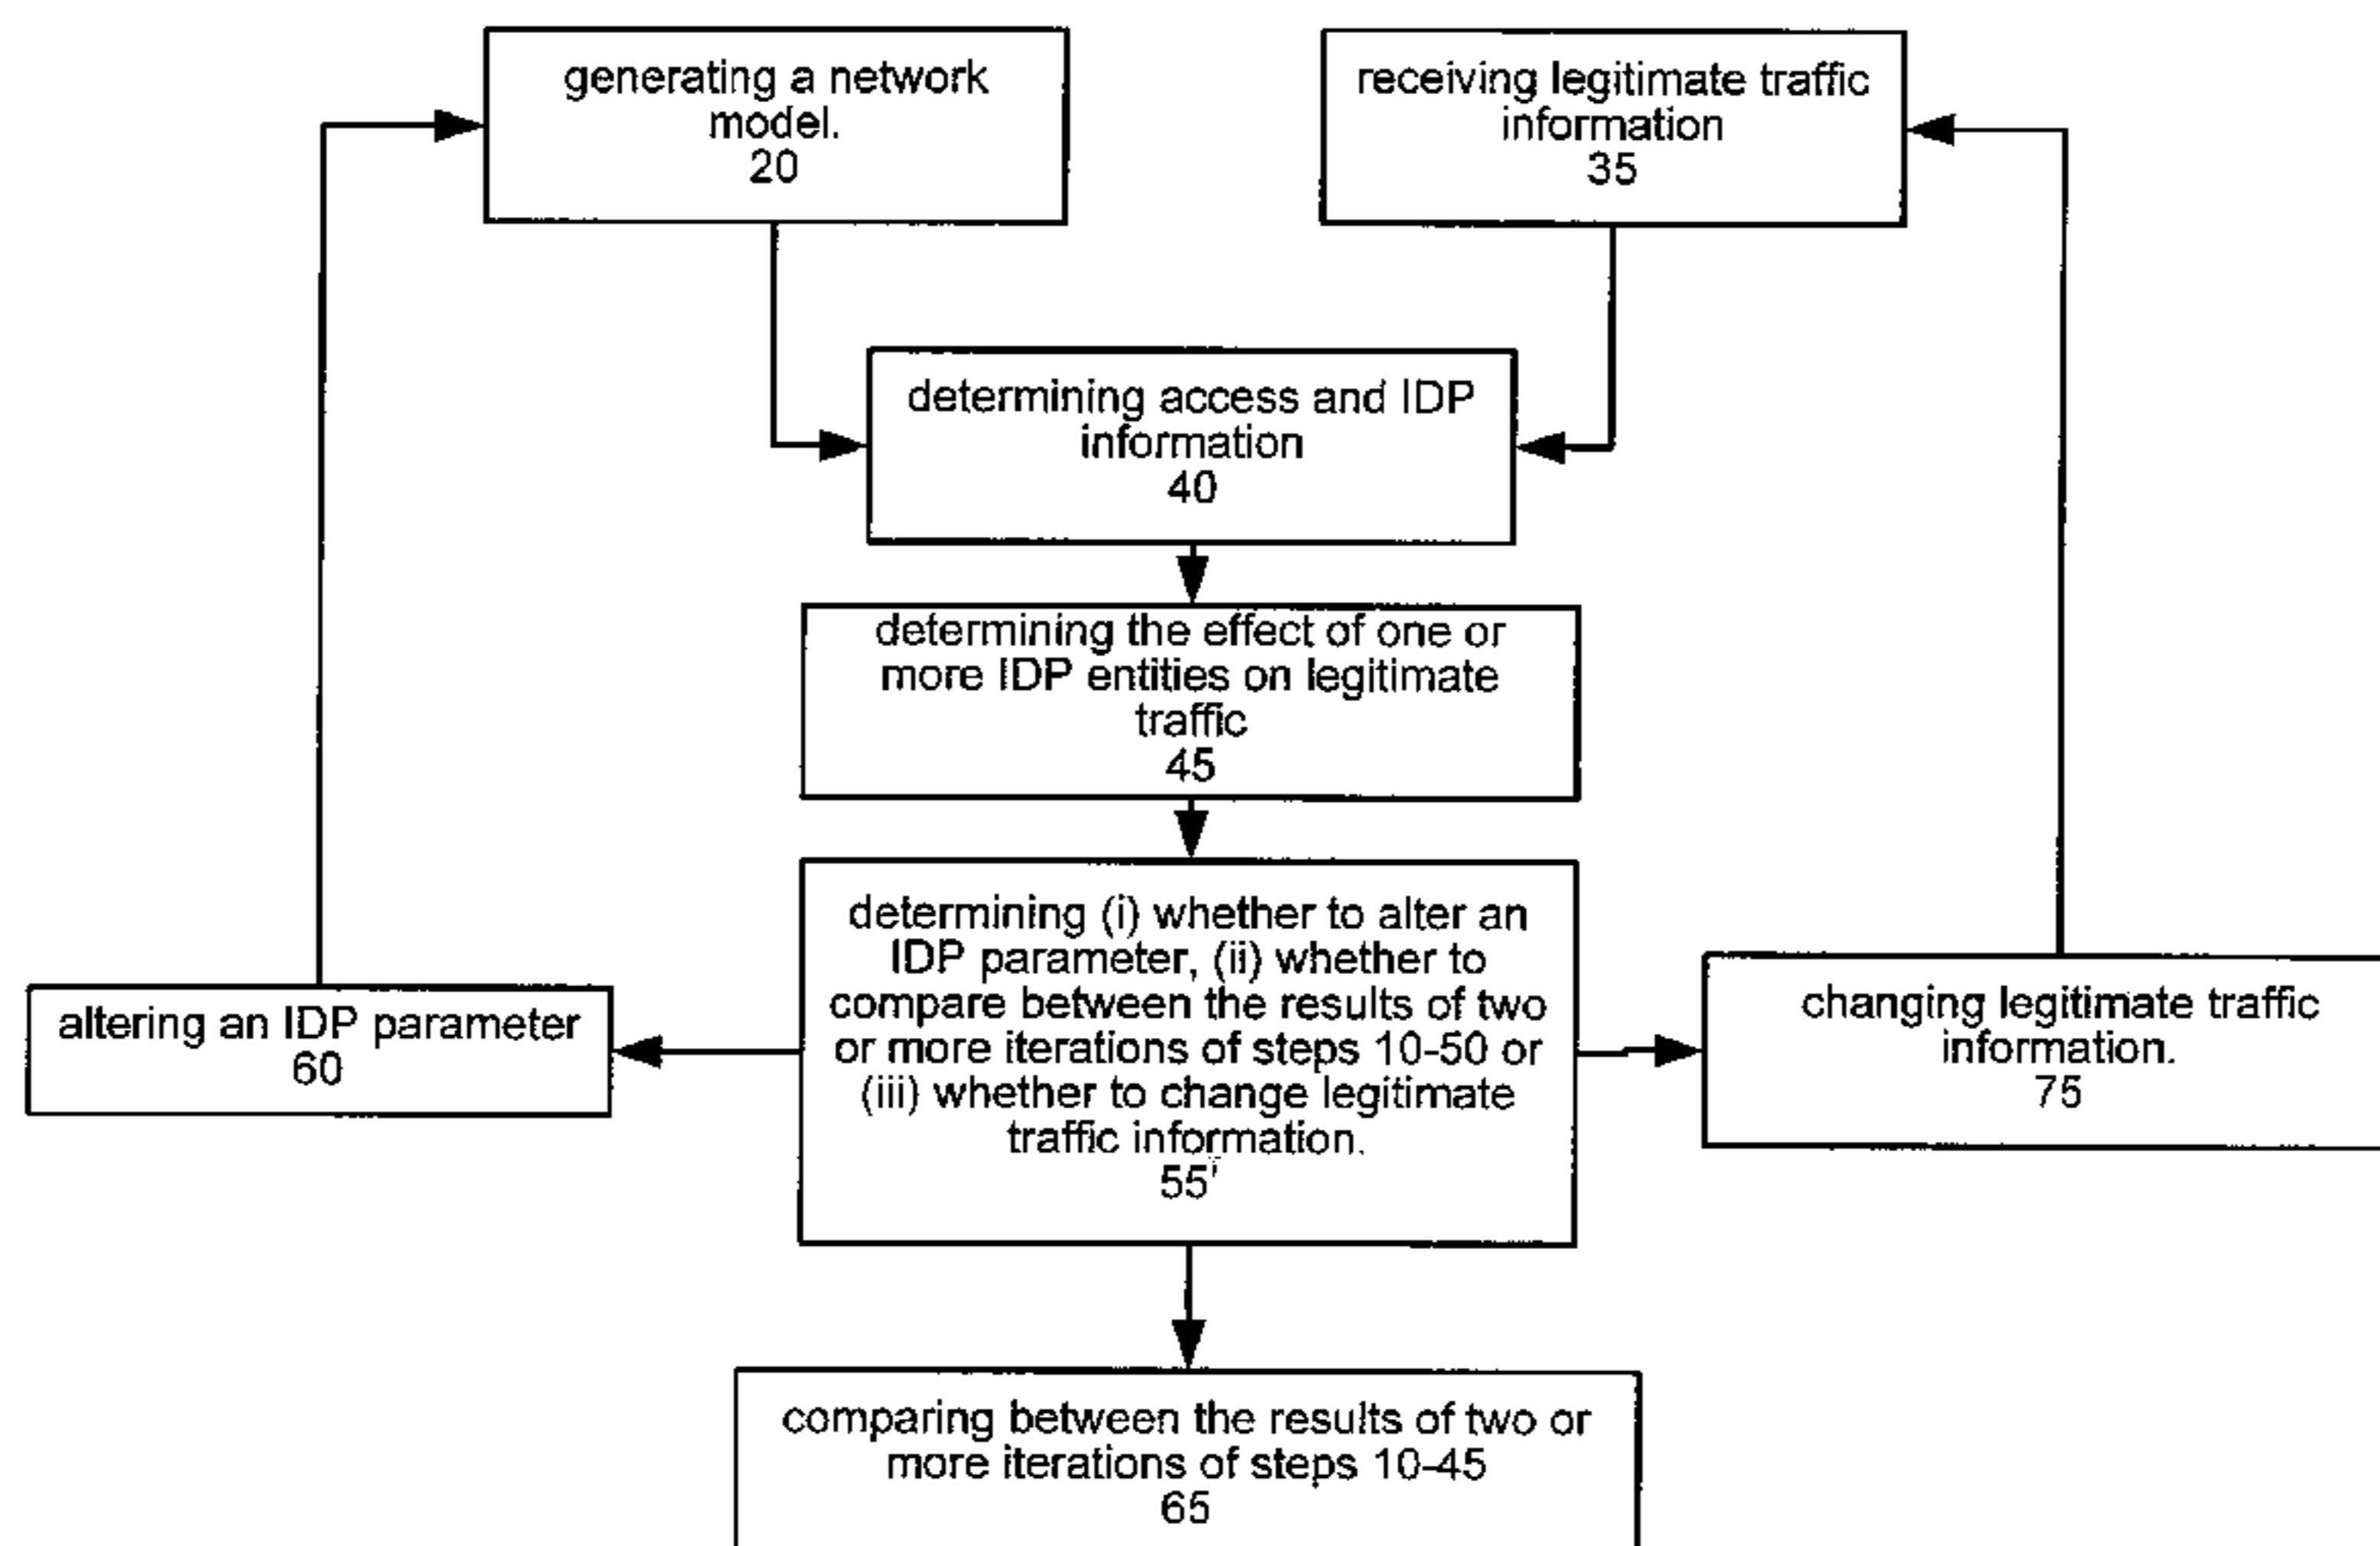 generating a network
model.
20
receiving legitimate traffic
information
35
determining access and IDP
information
40
determining the effect of one or
more IDP entities on legitimate
traffic
45
determining (i) whether to alter an
IDP parameter, (ii) whether to
compare between the results of two
or more iterations of steps 10-50 or
(iii) whether to change legitimate
traffic information.
55'
altering an IDP parameter
60
changing legitimate traffic
information.
75
comparing between the results of two or
more iterations of steps 10-45
65